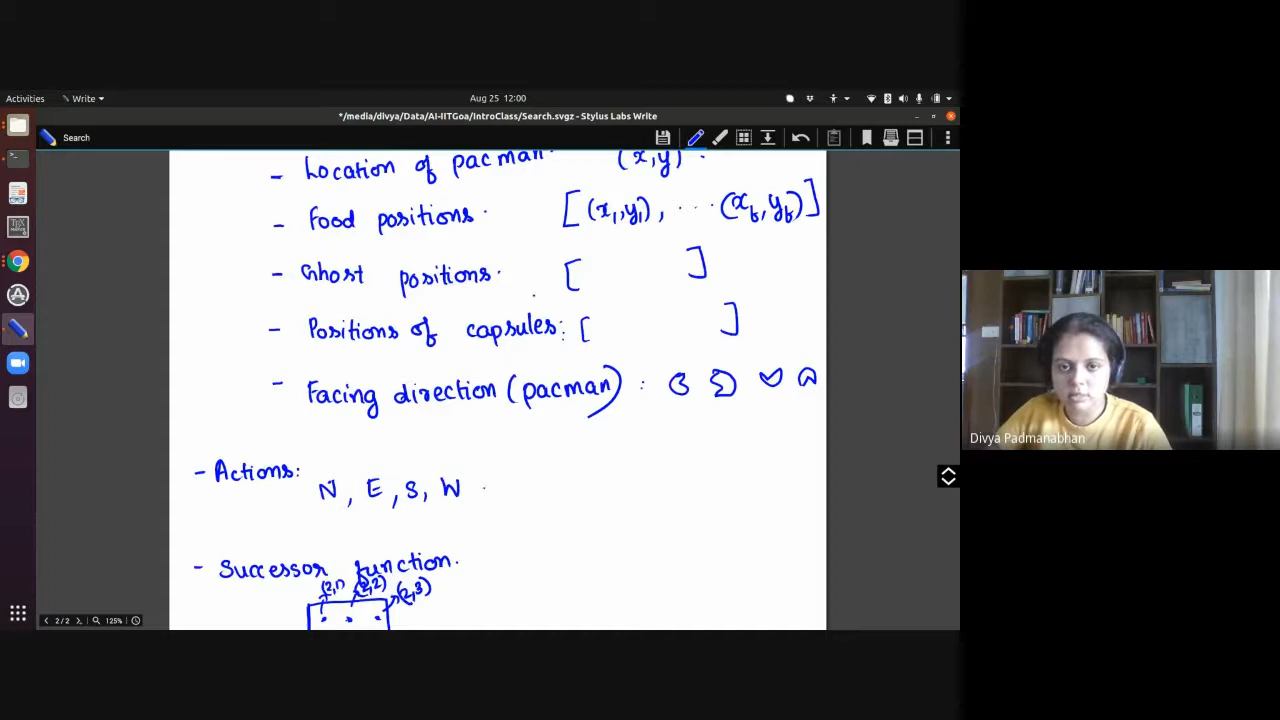 Activities Write Aug 25 12:00
*/media/divya/Data/AI-IITGoa/IntroClass/Search.svgz - Stylus Labs Write
Search
- Location of pacman. (x,y) :
- Food positions. [(x₁,y₁), ... (x_f, y_f)]
- Ghost positions. [ ]
- Positions of capsules: [ ]
- Facing direction (pacman) :
Divya Padmanabhan
- Actions:
N, E, S, W
- Successor function.
(2,1) (2,2) (2,3)
2/2 125%